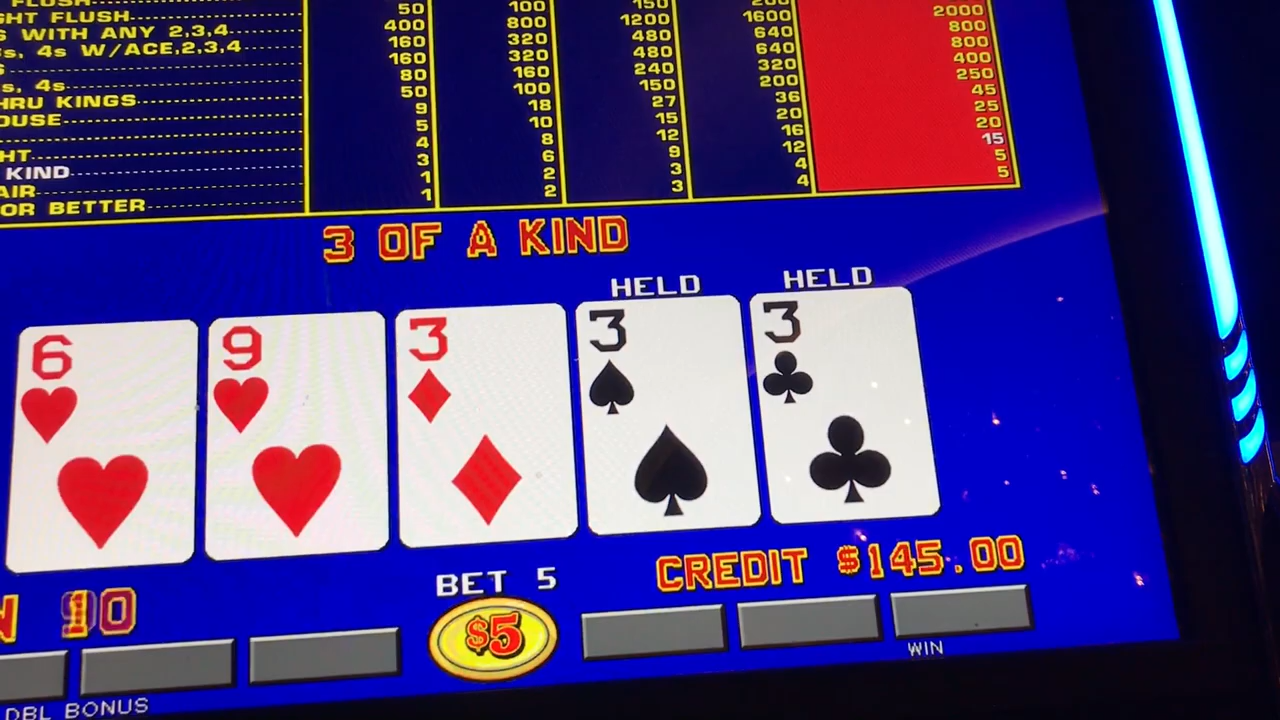 FLUSH 50 100 150 200
GHT FLUSH 400 800 1200 1600 2000
S WITH ANY 2,3,4 160 320 480 640 800
s, 4s W/ACE,2,3,4 160 320 480 640 800
S 80 160 240 320 400
s, 4s 50 100 150 200 250
HRU KINGS 9 18 27 36 45
OUSE 5 10 15 20 25
4 8 12 16 20
HT 3 6 9 12 15
KIND 1 2 3 4 5
AIR 1 2 3 4 5
OR BETTER
3 OF A KIND
HELD HELD
6 9 3 3 3
BET 5 CREDIT $145.00
$5
WIN
DBL BONUS